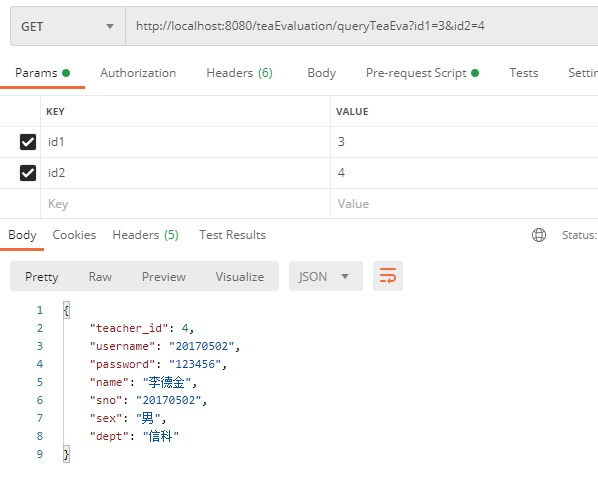 GET http://localhost:8080/teaEvaluation/queryTeaEva?id1=3&id2=4
Params Authorization Headers (6) Body Pre-request Script Tests Settin
KEY VALUE
id1 3
id2 4
Key Value
Body Cookies Headers (5) Test Results Status:
Pretty Raw Preview Visualize JSON
1 {
2 "teacher_id": 4,
3 "username": "20170502",
4 "password": "123456",
5 "name": "李德金",
6 "sno": "20170502",
7 "sex": "男",
8 "dept": "信科"
9 }